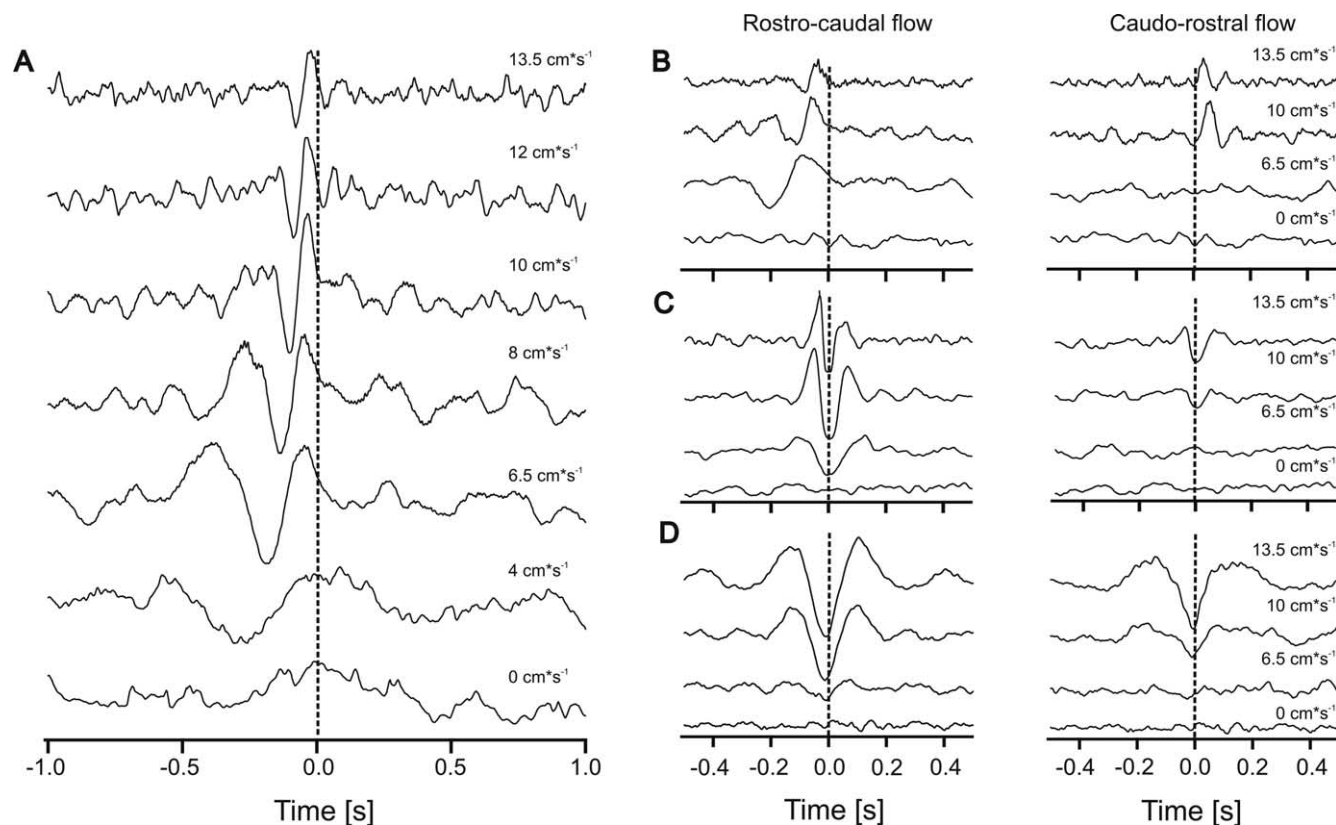 A
13.5 cm*s⁻¹
12 cm*s⁻¹
10 cm*s⁻¹
8 cm*s⁻¹
6.5 cm*s⁻¹
4 cm*s⁻¹
0 cm*s⁻¹
-1.0 -0.5 0.0 0.5 1.0
Time [s]
Rostro-caudal flow Caudo-rostral flow
B
13.5 cm*s⁻¹
10 cm*s⁻¹
6.5 cm*s⁻¹
0 cm*s⁻¹
C
13.5 cm*s⁻¹
10 cm*s⁻¹
6.5 cm*s⁻¹
0 cm*s⁻¹
D
13.5 cm*s⁻¹
10 cm*s⁻¹
6.5 cm*s⁻¹
0 cm*s⁻¹
-0.4 -0.2 0.0 0.2 0.4 -0.4 -0.2 0.0 0.2 0.4
Time [s] Time [s]